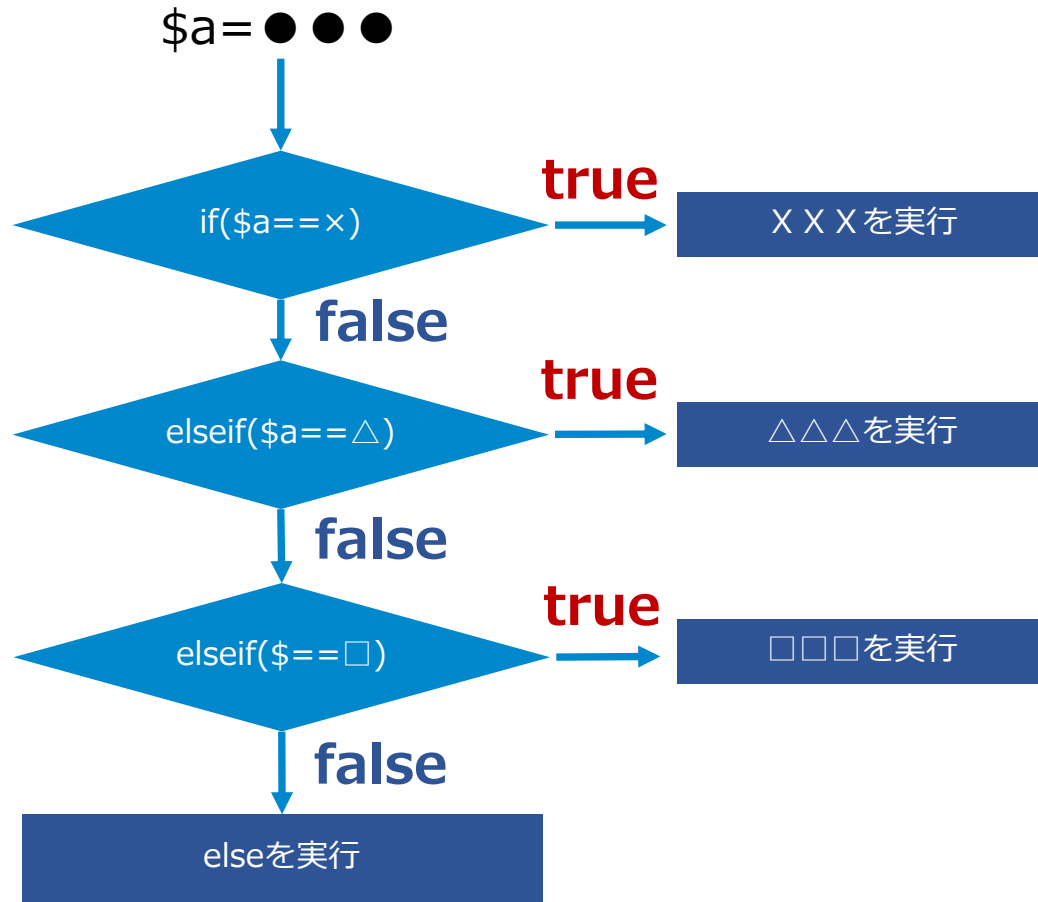 $a=●●●
true
if($a==×)
ＸＸＸを実行
false
true
elseif($a==△)
△△△を実行
false
true
elseif($==□)
□□□を実行
false
elseを実行